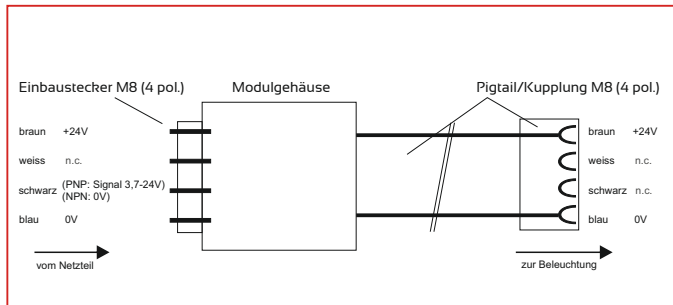 Einbaustecker M8 (4 pol.) Modulgehäuse Pigtail/Kupplung M8 (4 pol.)
braun +24V braun +24V
weiss n.c. weiss n.c.
schwarz (PNP: Signal 3,7-24V) schwarz n.c.
(NPN: 0V)
blau 0V blau 0V
vom Netzteil zur Beleuchtung